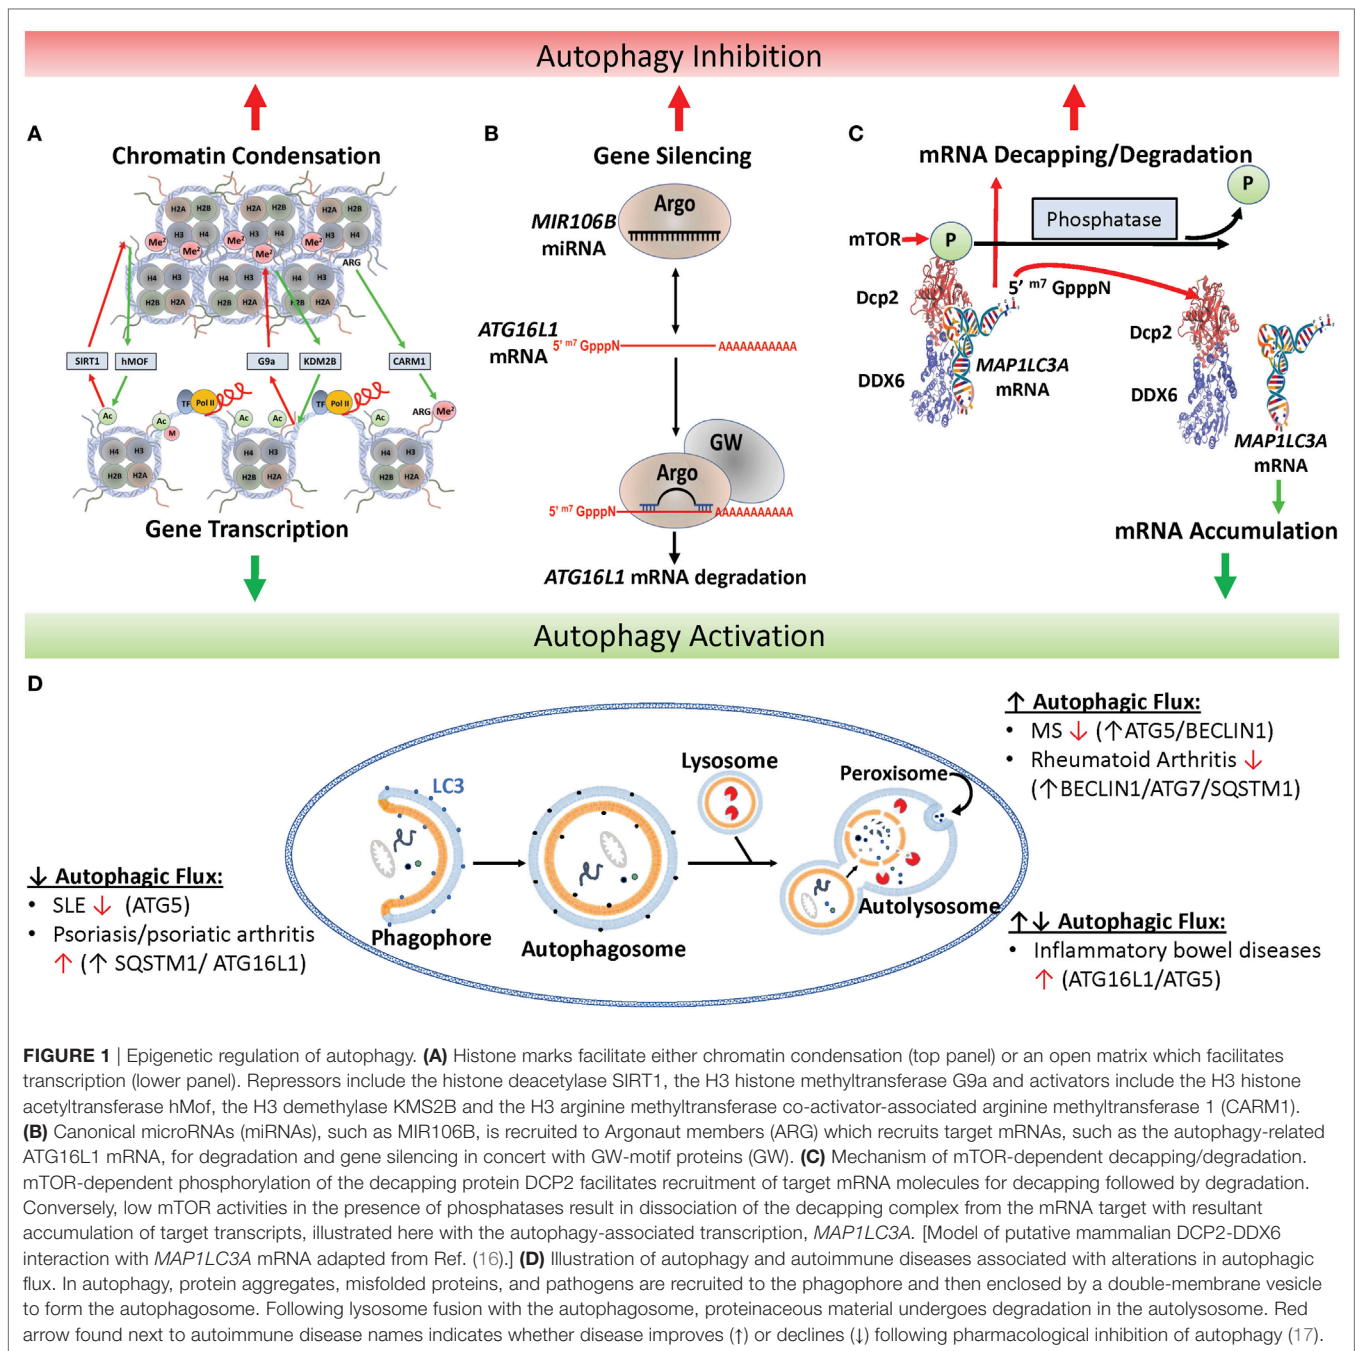 Autophagy Inhibition
A
Chromatin Condensation
H2A H2B H2A H2B H2A H2B
H3 H4 H3 H4 H3 H4
Me2 Me2 Me2 Me2
ARG
H4 H3 H4 H3 H4 H3
H2B H2A H2B H2A H2B H2A
SIRT1 hMOF G9a KDM2B CARM1
TF Pol II TF Pol II
Ac Ac M Ac Ac Ac ARG Me2
H4 H3 H4 H3 H4 H3
H2B H2A H2B H2A H2B H2A
Gene Transcription
B
Gene Silencing
Argo
MIR106B
miRNA
ATG16L1
mRNA
5' m7 GpppN AAAAAAAAAAA
GW
Argo
5' m7 GpppN AAAAAAAAAAA
ATG16L1 mRNA degradation
C
mRNA Decapping/Degradation
P
Phosphatase
mTOR P
5' m7 GpppN
Dcp2
DDX6
MAP1LC3A
mRNA
Dcp2
DDX6
MAP1LC3A
mRNA
mRNA Accumulation
Autophagy Activation
D
↑ Autophagic Flux:
• MS ↓ (↑ATG5/BECLIN1)
• Rheumatoid Arthritis ↓
(↑BECLIN1/ATG7/SQSTM1)
Lysosome
Peroxisome
LC3
Phagophore
Autophagosome
Autolysosome
↓ Autophagic Flux:
• SLE ↓ (ATG5)
• Psoriasis/psoriatic arthritis
↑ (↑ SQSTM1/ ATG16L1)
↑↓ Autophagic Flux:
• Inflammatory bowel diseases
↑ (ATG16L1/ATG5)
FIGURE 1 | Epigenetic regulation of autophagy. (A) Histone marks facilitate either chromatin condensation (top panel) or an open matrix which facilitates
transcription (lower panel). Repressors include the histone deacetylase SIRT1, the H3 histone methyltransferase G9a and activators include the H3 histone
acetyltransferase hMof, the H3 demethylase KMS2B and the H3 arginine methyltransferase co-activator-associated arginine methyltransferase 1 (CARM1).
(B) Canonical microRNAs (miRNAs), such as MIR106B, is recruited to Argonaut members (ARG) which recruits target mRNAs, such as the autophagy-related
ATG16L1 mRNA, for degradation and gene silencing in concert with GW-motif proteins (GW). (C) Mechanism of mTOR-dependent decapping/degradation.
mTOR-dependent phosphorylation of the decapping protein DCP2 facilitates recruitment of target mRNA molecules for decapping followed by degradation.
Conversely, low mTOR activities in the presence of phosphatases result in dissociation of the decapping complex from the mRNA target with resultant
accumulation of target transcripts, illustrated here with the autophagy-associated transcription, MAP1LC3A. [Model of putative mammalian DCP2-DDX6
interaction with MAP1LC3A mRNA adapted from Ref. (16).] (D) Illustration of autophagy and autoimmune diseases associated with alterations in autophagic
flux. In autophagy, protein aggregates, misfolded proteins, and pathogens are recruited to the phagophore and then enclosed by a double-membrane vesicle
to form the autophagosome. Following lysosome fusion with the autophagosome, proteinaceous material undergoes degradation in the autolysosome. Red
arrow found next to autoimmune disease names indicates whether disease improves (↑) or declines (↓) following pharmacological inhibition of autophagy (17).